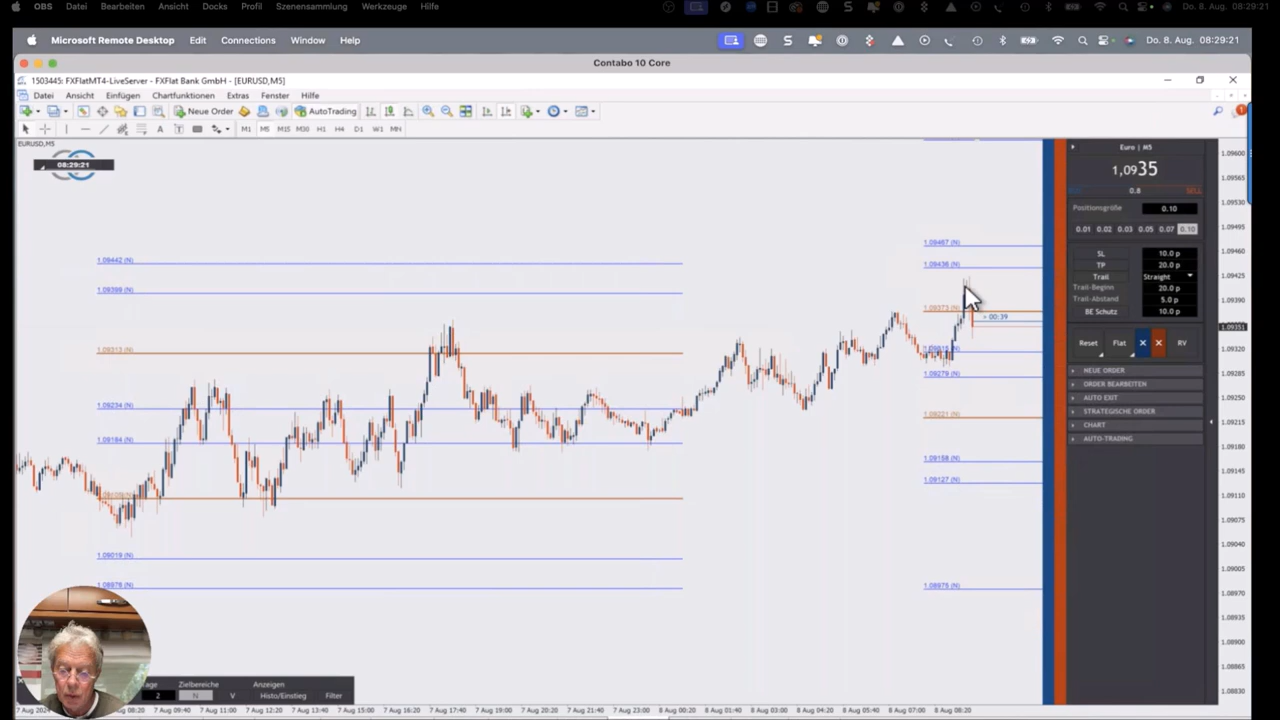 OBS Datei Bearbeiten Ansicht Docks Profil Szenensammlung Werkzeuge Hilfe Do. 8. Aug. 08:29:21
Microsoft Remote Desktop Edit Connections Window Help Do. 8. Aug. 08:29:21
Contabo 10 Core
1503445: FXFlatMT4-LiveServer - FXFlat Bank GmbH - [EURUSD,M5]
Datei Ansicht Einfügen Chartfunktionen Extras Fenster Hilfe
Neue Order AutoTrading
M1 M5 M15 M30 H1 H4 D1 W1 MN
EURUSD,M5
08:29:21
1.09442 (N)
1.09399 (N)
1.09313 (N)
1.09234 (N)
1.09184 (N)
1.09019 (N)
1.08976 (N)
1.09467 (N)
1.09436 (N)
1.09373 (N)
> 00:39
1.09279 (N)
1.09221 (N)
1.09158 (N)
1.09127 (N)
1.08975 (N)
Euro | M5
1,0935
0.8 SELL
Positionsgröße 0.10
0.01 0.02 0.03 0.05 0.07 0.10
SL 10.0 p
TP 20.0 p
Trail Straight
Trail-Beginn 20.0 p
Trail-Abstand 5.0 p
BE Schutz 10.0 p
Reset Flat RV
NEUE ORDER
ORDER BEARBEITEN
AUTO EXIT
STRATEGISCHE ORDER
CHART
AUTO-TRADING
1.09600
1.09565
1.09530
1.09495
1.09460
1.09425
1.09390
1.09351
1.09320
1.09285
1.09250
1.09215
1.09180
1.09145
1.09110
1.09075
1.09040
1.09005
1.08970
1.08935
1.08900
1.08865
1.08830
Zielbereiche Anzeigen
2 N V Histo/Einstieg Filter
7 Aug 2024 7 Aug 09:40 7 Aug 11:00 7 Aug 12:20 7 Aug 13:40 7 Aug 15:00 7 Aug 16:20 7 Aug 17:40 7 Aug 19:00 7 Aug 20:20 7 Aug 21:40 7 Aug 23:00 8 Aug 00:20 8 Aug 01:40 8 Aug 03:00 8 Aug 04:20 8 Aug 05:40 8 Aug 07:00 8 Aug 08:20